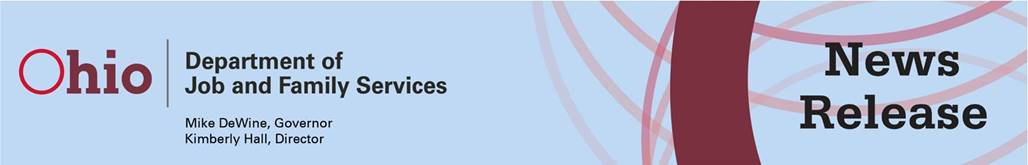 Ohio
Department of
Job and Family Services
Mike DeWine, Governor
Kimberly Hall, Director
News
Release